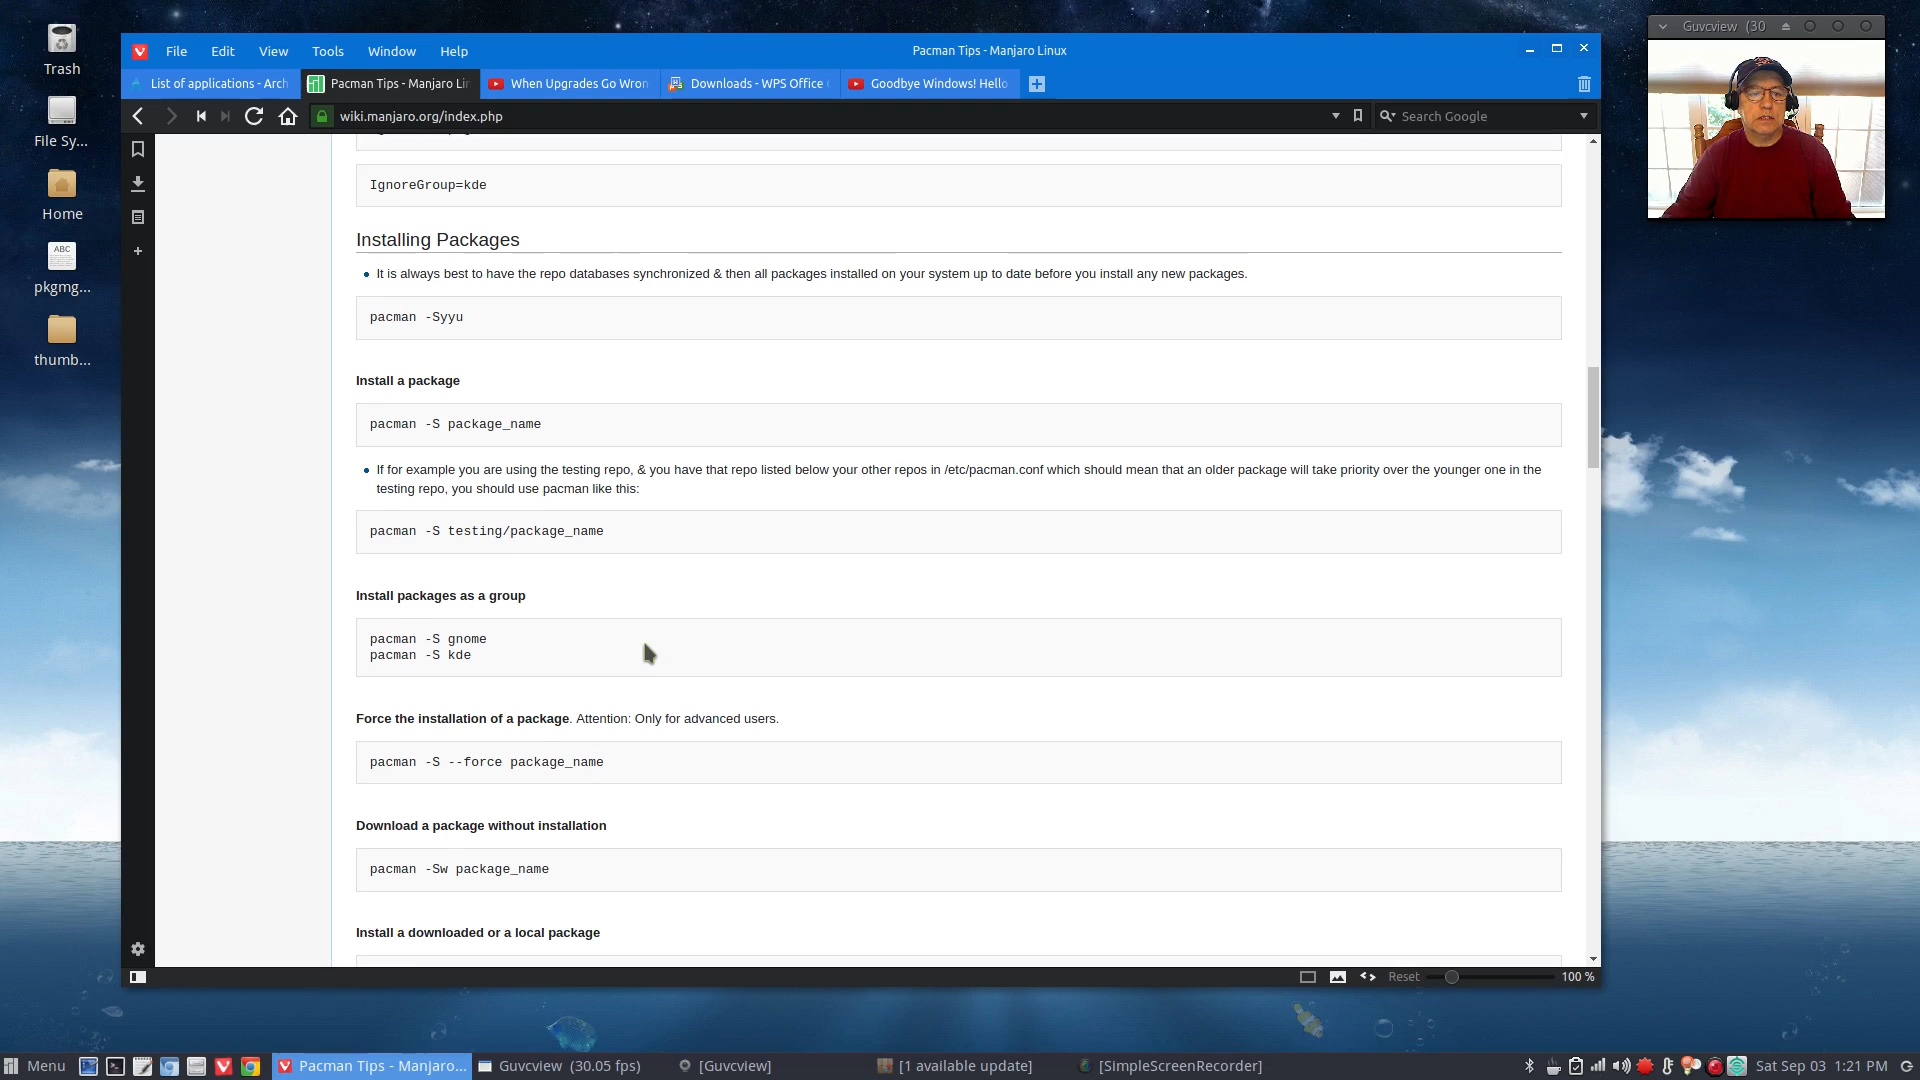 Trash
File Sy...
Home
ABC
pkgmg...
thumb...
File Edit View Tools Window Help
Pacman Tips - Manjaro Linux
List of applications - Arch
Pacman Tips - Manjaro Lin
When Upgrades Go Wron
Downloads - WPS Office
Goodbye Windows! Hello
wiki.manjaro.org/index.php
Search Google
IgnoreGroup=kde
Installing Packages
It is always best to have the repo databases synchronized & then all packages installed on your system up to date before you install any new packages.
pacman -Syyu
Install a package
pacman -S package_name
If for example you are using the testing repo, & you have that repo listed below your other repos in /etc/pacman.conf which should mean that an older package will take priority over the younger one in the
testing repo, you should use pacman like this:
pacman -S testing/package_name
Install packages as a group
pacman -S gnome
pacman -S kde
Force the installation of a package. Attention: Only for advanced users.
pacman -S --force package_name
Download a package without installation
pacman -Sw package_name
Install a downloaded or a local package
Reset
100 %
Guvcview (30
Menu
Pacman Tips - Manjaro...
Guvcview (30.05 fps)
[Guvcview]
[1 available update]
[SimpleScreenRecorder]
Sat Sep 03 1:21 PM